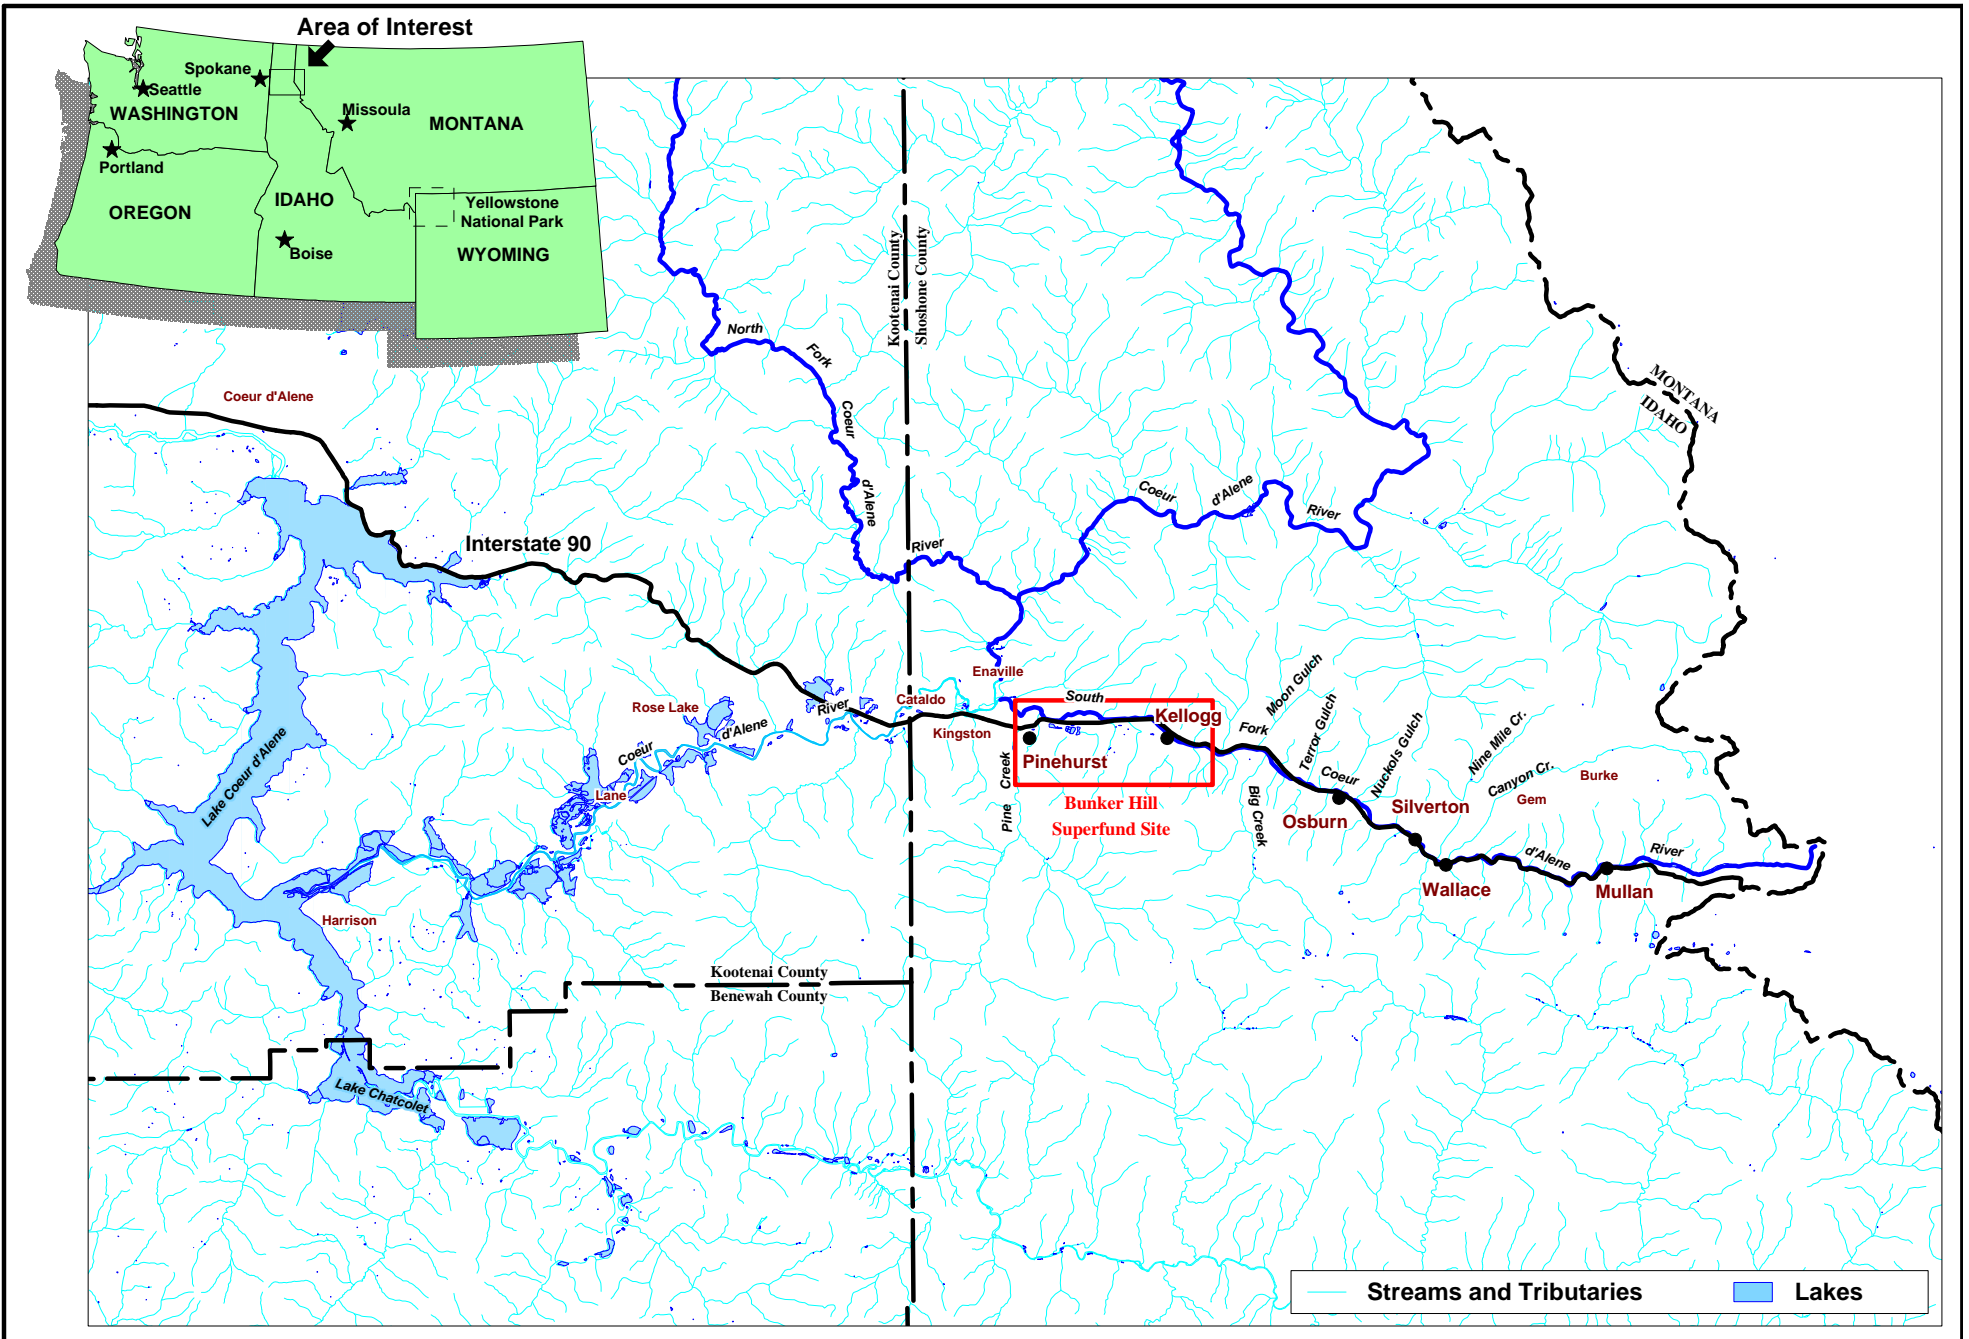 Area of Interest
Spokane
Seattle
WASHINGTON
Missoula
MONTANA
Portland
OREGON
IDAHO
Yellowstone
National Park
Boise
WYOMING
Kootenai County
Shoshone County
North
Fork
Coeur
d'Alene
River
MONTANA
IDAHO
Coeur d'Alene
Coeur
d'Alene
River
Interstate 90
Enaville
South
Rose Lake
Cataldo
River
d'Alene
Coeur
Kingston
Kellogg
Pinehurst
Pine Creek
Bunker Hill
Superfund Site
Fork
Moon Gulch
Terror Gulch
Coeur
Nuckols Gulch
Nine Mile Cr.
Canyon Cr.
Burke
Gem
Big Creek
Osburn
Silverton
Wallace
d'Alene
River
Mullan
Lane
Lake Coeur d'Alene
Harrison
Kootenai County
Benewah County
Lake Chatcolet
Streams and Tributaries
Lakes